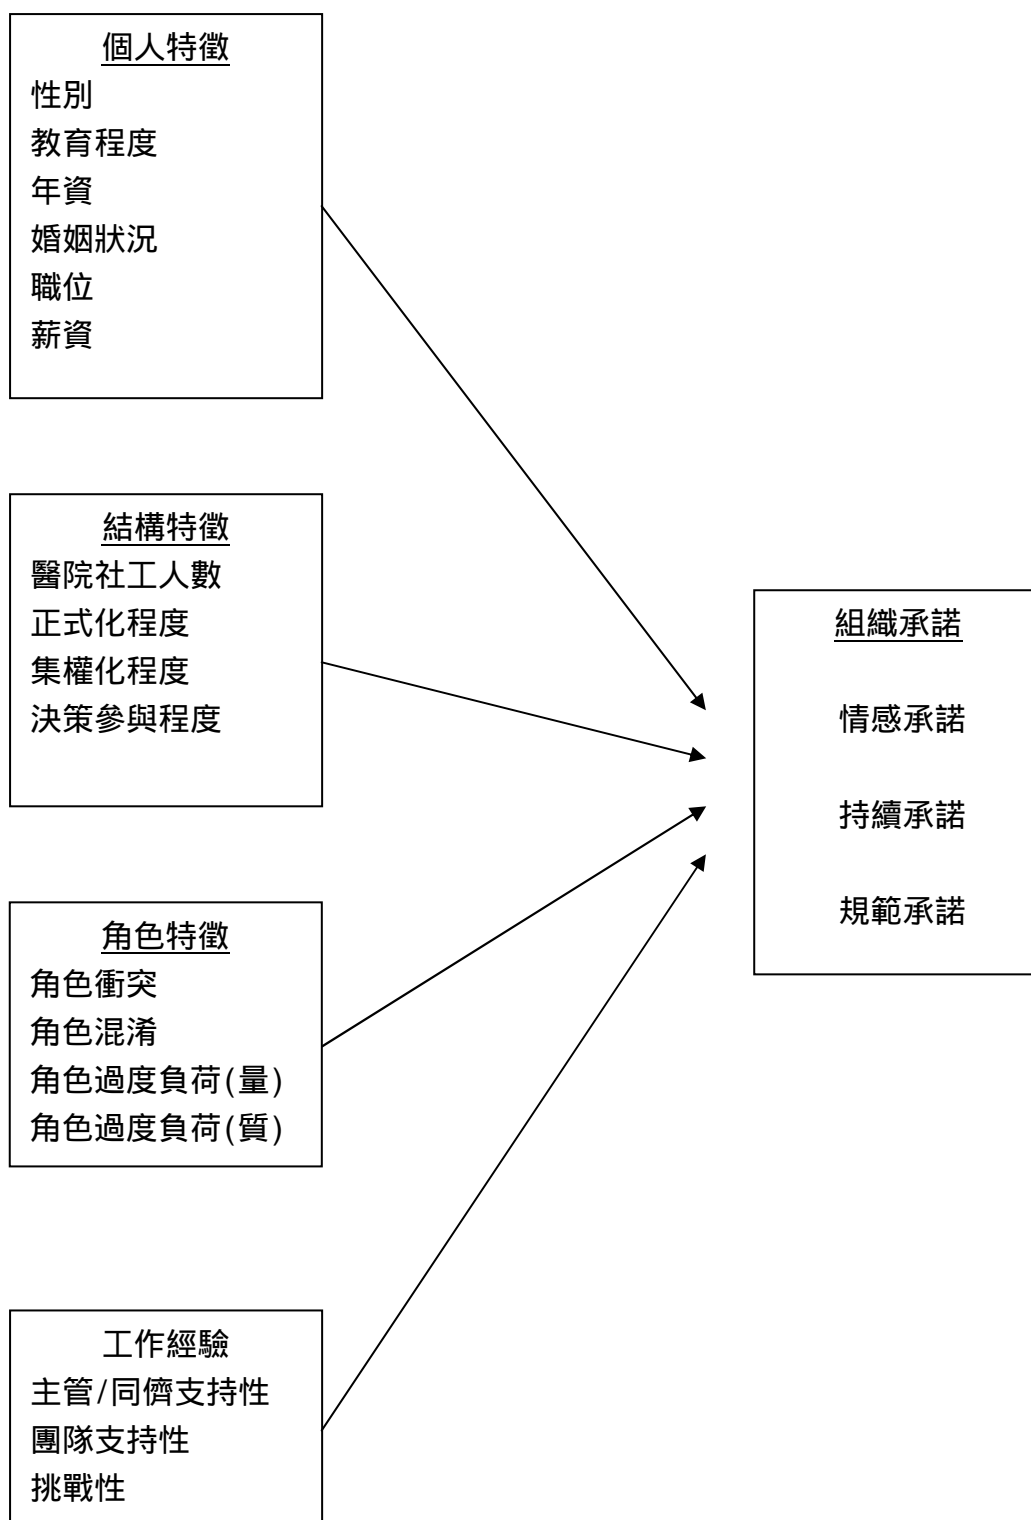 個人特徵
性別
教育程度
年資
婚姻狀況
職位
薪資
結構特徵
醫院社工人數
正式化程度
集權化程度
決策參與程度
角色特徵
角色衝突
角色混淆
角色過度負荷(量)
角色過度負荷(質)
工作經驗
主管/同儕支持性
團隊支持性
挑戰性
組織承諾
情感承諾
持續承諾
規範承諾